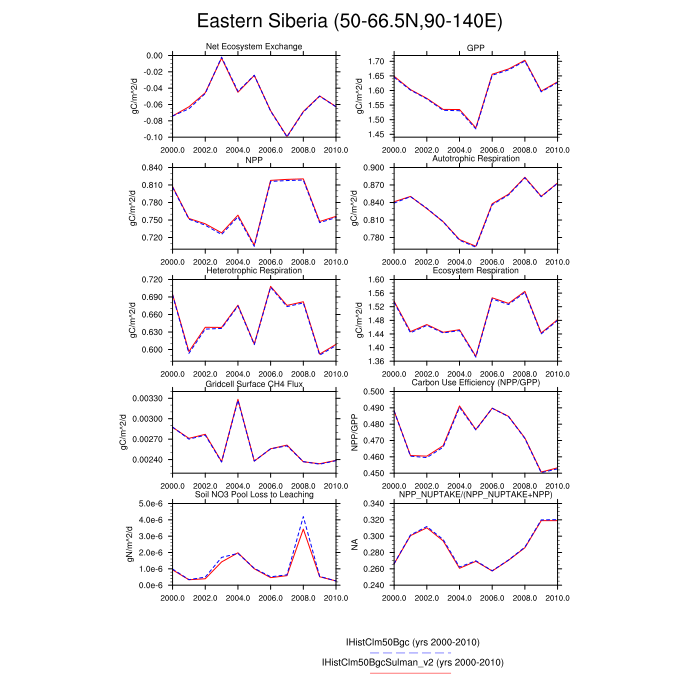 Eastern Siberia (50-66.5N,90-140E)
Net Ecosystem Exchange
gC/m^2/d
0.00
-0.02
-0.04
-0.06
-0.08
-0.10
2000.0 2002.0 2004.0 2006.0 2008.0 2010.0
GPP
gC/m^2/d
1.70
1.65
1.60
1.55
1.50
1.45
2000.0 2002.0 2004.0 2006.0 2008.0 2010.0
NPP
gC/m^2/d
0.840
0.810
0.780
0.750
0.720
2000.0 2002.0 2004.0 2006.0 2008.0 2010.0
Autotrophic Respiration
gC/m^2/d
0.900
0.870
0.840
0.810
0.780
2000.0 2002.0 2004.0 2006.0 2008.0 2010.0
Heterotrophic Respiration
gC/m^2/d
0.720
0.690
0.660
0.630
0.600
2000.0 2002.0 2004.0 2006.0 2008.0 2010.0
Ecosystem Respiration
gC/m^2/d
1.60
1.56
1.52
1.48
1.44
1.40
1.36
2000.0 2002.0 2004.0 2006.0 2008.0 2010.0
Gridcell Surface CH4 Flux
gC/m^2/d
0.00330
0.00300
0.00270
0.00240
2000.0 2002.0 2004.0 2006.0 2008.0 2010.0
Carbon Use Efficiency (NPP/GPP)
NPP/GPP
0.500
0.490
0.480
0.470
0.460
0.450
2000.0 2002.0 2004.0 2006.0 2008.0 2010.0
Soil NO3 Pool Loss to Leaching
gN/m^2/d
5.0e-6
4.0e-6
3.0e-6
2.0e-6
1.0e-6
0.0e-6
2000.0 2002.0 2004.0 2006.0 2008.0 2010.0
NPP_NUPTAKE/(NPP_NUPTAKE+NPP)
NA
0.340
0.320
0.300
0.280
0.260
0.240
2000.0 2002.0 2004.0 2006.0 2008.0 2010.0
IHistClm50Bgc (yrs 2000-2010)
IHistClm50BgcSulman_v2 (yrs 2000-2010)